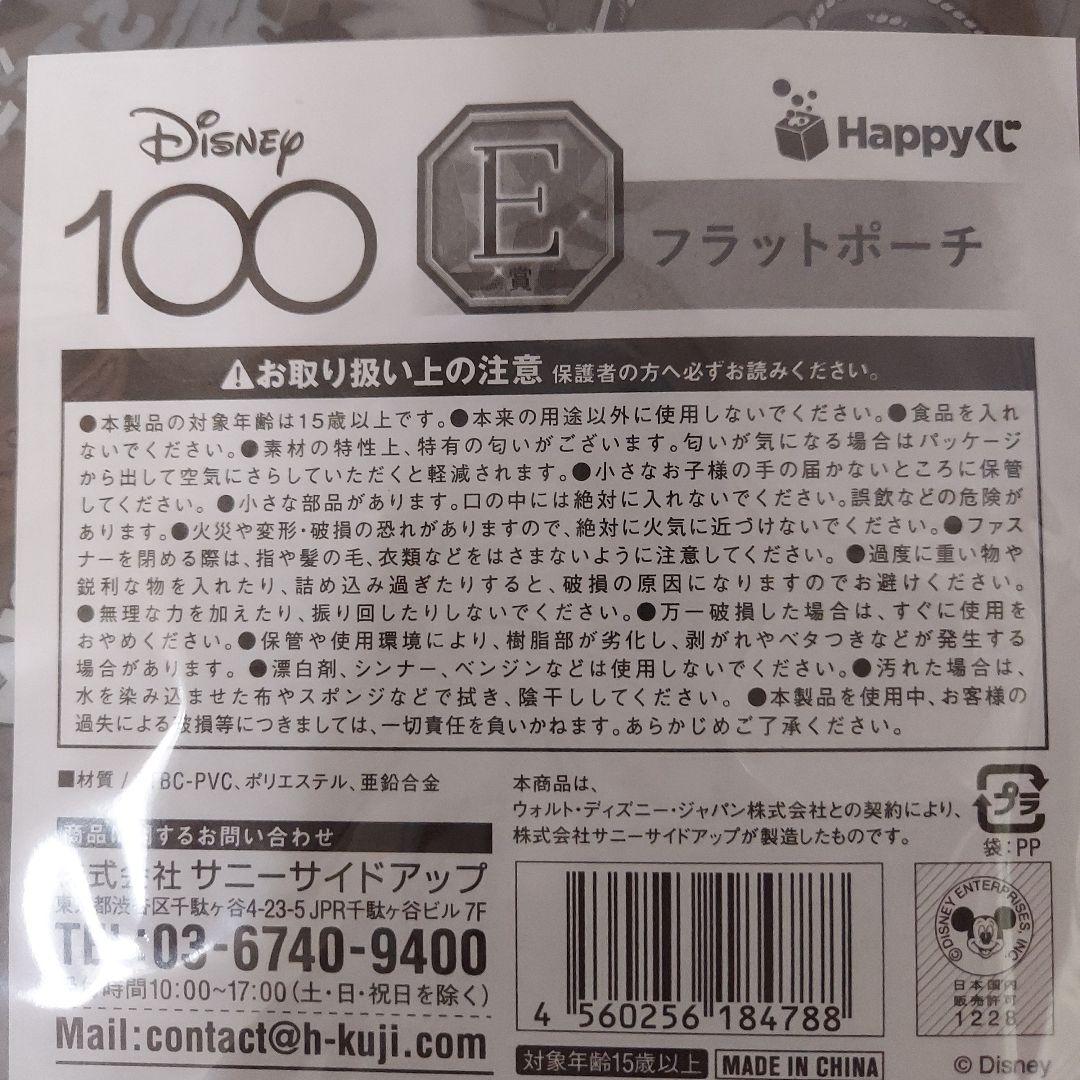 Disney
100
E
賞
Happyくじ
フラットポーチ
お取り扱い上の注意 保護者の方へ必ずお読みください。
●本製品の対象年齢は15歳以上です。●本来の用途以外に使用しないでください。●食品を入れ
ないでください。●素材の特性上、特有の匂いがございます。匂いが気になる場合はパッケージ
から出して空気にさらしていただくと軽減されます。●小さなお子様の手の届かないところに保管
してください。●小さな部品があります。口の中には絶対に入れないでください。誤飲などの危険が
あります。●火災や変形・破損の恐れがありますので、絶対に火気に近づけないでください。●ファス
ナーを閉める際は、指や髪の毛、衣類などをはさまないように注意してください。●過度に重い物や
鋭利な物を入れたり、詰め込み過ぎたりすると、破損の原因になりますのでお避けください。
●無理な力を加えたり、振り回したりしないでください。●万一破損した場合は、すぐに使用を
おやめください。●保管や使用環境により、樹脂部が劣化し、剥がれやベタつきなどが発生する
場合があります。●漂白剤、シンナー、ベンジンなどは使用しないでください。●汚れた場合は、
水を染み込ませた布やスポンジなどで拭き、陰干ししてください。●本製品を使用中、お客様の
過失による破損等につきましては、一切責任を負いかねます。あらかじめご了承ください。
■材質/ BC-PVC、ポリエステル、亜鉛合金
商品に関するお問い合わせ
株式会社 サニーサイドアップ
東京都渋谷区千駄ヶ谷4-23-5 JPR千駄ヶ谷ビル 7F
TEL:03-6740-9400
受付時間10:00~17:00(土・日・祝日を除く)
Mail:contact@h-kuji.com
本商品は、
ウォルト・ディズニー・ジャパン株式会社との契約により、
株式会社サニーサイドアップが製造したものです。
プラ
袋:PP
4 560256 184788
対象年齢15歳以上
MADE IN CHINA
©DISNEY ENTERPRISES, INC.
日本国内
販売許可
1228
© Disney